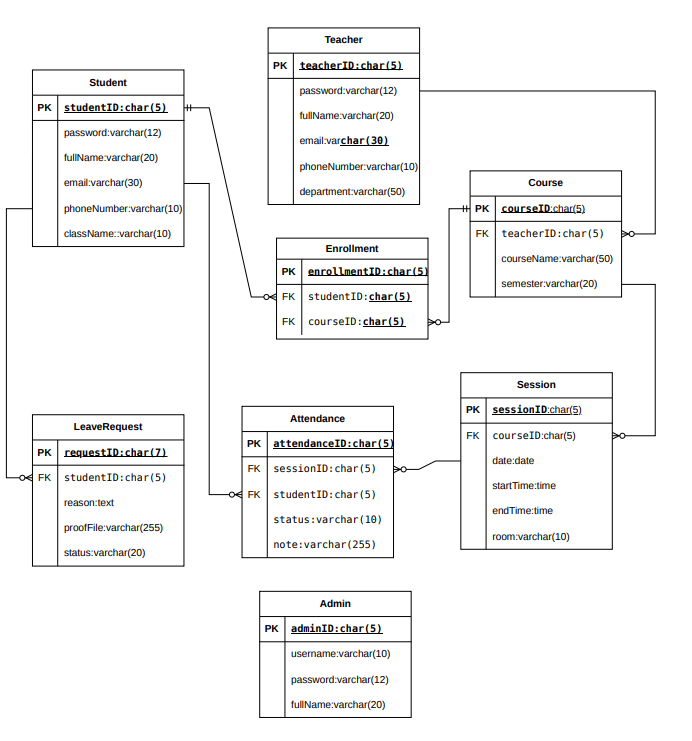 Teacher
PK teacherID:char(5)
password:varchar(12)
fullName:varchar(20)
email:varchar(30)
phoneNumber:varchar(10)
department:varchar(50)
Student
PK studentID:char(5)
password:varchar(12)
fullName:varchar(20)
email:varchar(30)
phoneNumber:varchar(10)
className::varchar(10)
Course
PK courseID:char(5)
FK teacherID:char(5)
courseName:varchar(50)
semester:varchar(20)
Enrollment
PK enrollmentID:char(5)
FK studentID:char(5)
FK courseID:char(5)
Session
PK sessionID:char(5)
FK courseID:char(5)
date:date
startTime:time
endTime:time
room:varchar(10)
LeaveRequest
PK requestID:char(7)
FK studentID:char(5)
reason:text
proofFile:varchar(255)
status:varchar(20)
Attendance
PK attendanceID:char(5)
FK sessionID:char(5)
FK studentID:char(5)
status:varchar(10)
note:varchar(255)
Admin
PK adminID:char(5)
username:varchar(10)
password:varchar(12)
fullName:varchar(20)